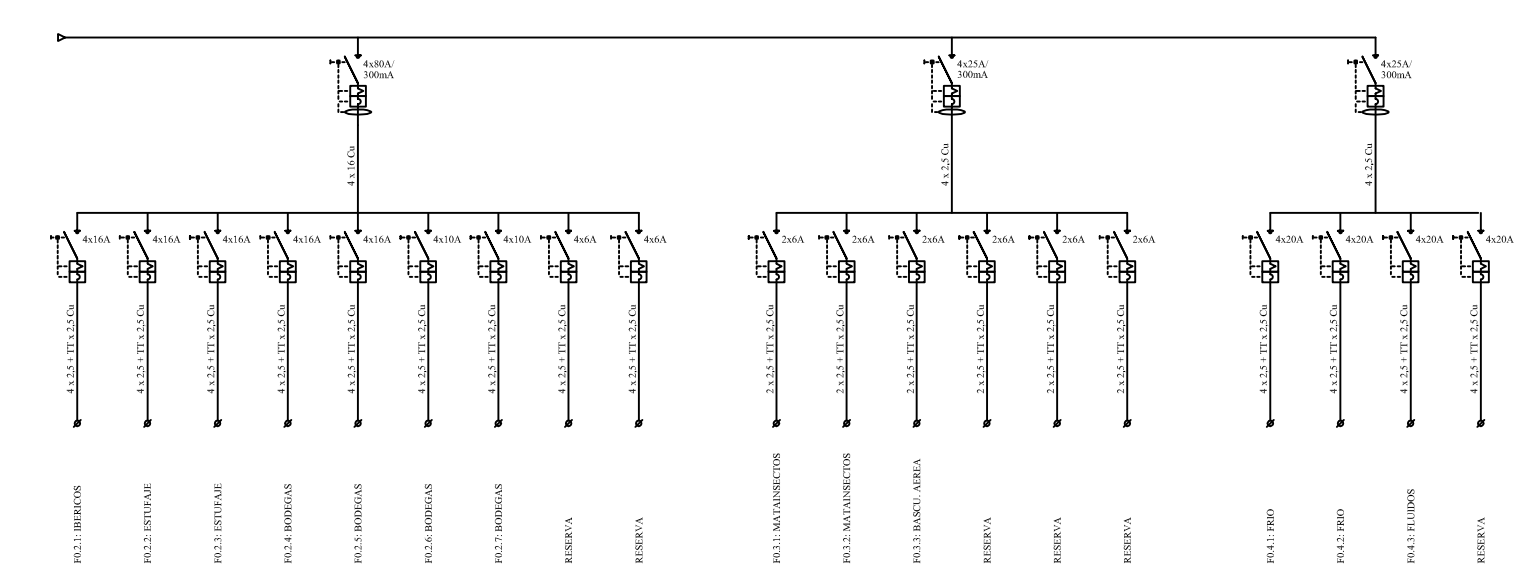 4x80A/
300mA
4x25A/
300mA
4x25A/
300mA
4 x 16 Cu
4 x 2,5 Cu
4 x 2,5 Cu
4x16A
4x16A
4x16A
4x16A
4x16A
4x10A
4x10A
4x6A
4x6A
2x6A
2x6A
2x6A
2x6A
2x6A
2x6A
4x20A
4x20A
4x20A
4x20A
4 x 2,5 + TT x 2,5 Cu
4 x 2,5 + TT x 2,5 Cu
4 x 2,5 + TT x 2,5 Cu
4 x 2,5 + TT x 2,5 Cu
4 x 2,5 + TT x 2,5 Cu
4 x 2,5 + TT x 2,5 Cu
4 x 2,5 + TT x 2,5 Cu
4 x 2,5 + TT x 2,5 Cu
4 x 2,5 + TT x 2,5 Cu
2 x 2,5 + TT x 2,5 Cu
2 x 2,5 + TT x 2,5 Cu
2 x 2,5 + TT x 2,5 Cu
2 x 2,5 + TT x 2,5 Cu
2 x 2,5 + TT x 2,5 Cu
2 x 2,5 + TT x 2,5 Cu
4 x 2,5 + TT x 2,5 Cu
4 x 2,5 + TT x 2,5 Cu
4 x 2,5 + TT x 2,5 Cu
4 x 2,5 + TT x 2,5 Cu
F0.2.1: IBERICOS
F0.2.2: ESTUFAJE
F0.2.3: ESTUFAJE
F0.2.4: BODEGAS
F0.2.5: BODEGAS
F0.2.6: BODEGAS
F0.2.7: BODEGAS
RESERVA
RESERVA
F0.3.1: MATAINSECTOS
F0.3.2: MATAINSECTOS
F0.3.3: BASCU. AEREA
RESERVA
RESERVA
RESERVA
F0.4.1: FRIO
F0.4.2: FRIO
F0.4.3: FLUIDOS
RESERVA